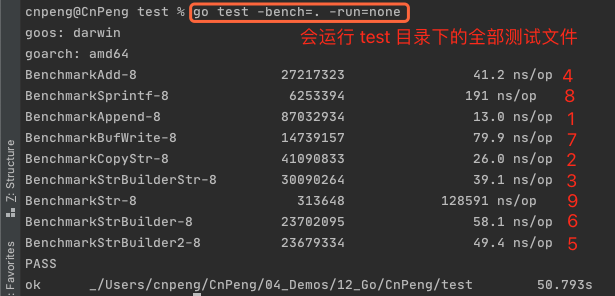 cnpeng@CnPeng test % go test -bench=. -run=none
goos: darwin
会运行 test 目录下的全部测试文件
goarch: amd64
BenchmarkAdd-8 27217323 41.2 ns/op 4
BenchmarkSprintf-8 6253394 191 ns/op 8
BenchmarkAppend-8 87032934 13.0 ns/op 1
BenchmarkBufWrite-8 14739157 79.9 ns/op 7
BenchmarkCopyStr-8 41090833 26.0 ns/op 2
BenchmarkStrBuilderStr-8 30090264 39.1 ns/op 3
BenchmarkStr-8 313648 128591 ns/op 9
BenchmarkStrBuilder-8 23702095 58.1 ns/op 6
BenchmarkStrBuilder2-8 23679334 49.4 ns/op 5
PASS
ok _/Users/cnpeng/CnPeng/04_Demos/12_Go/CnPeng/test 50.793s
Z: Structure
Favorites